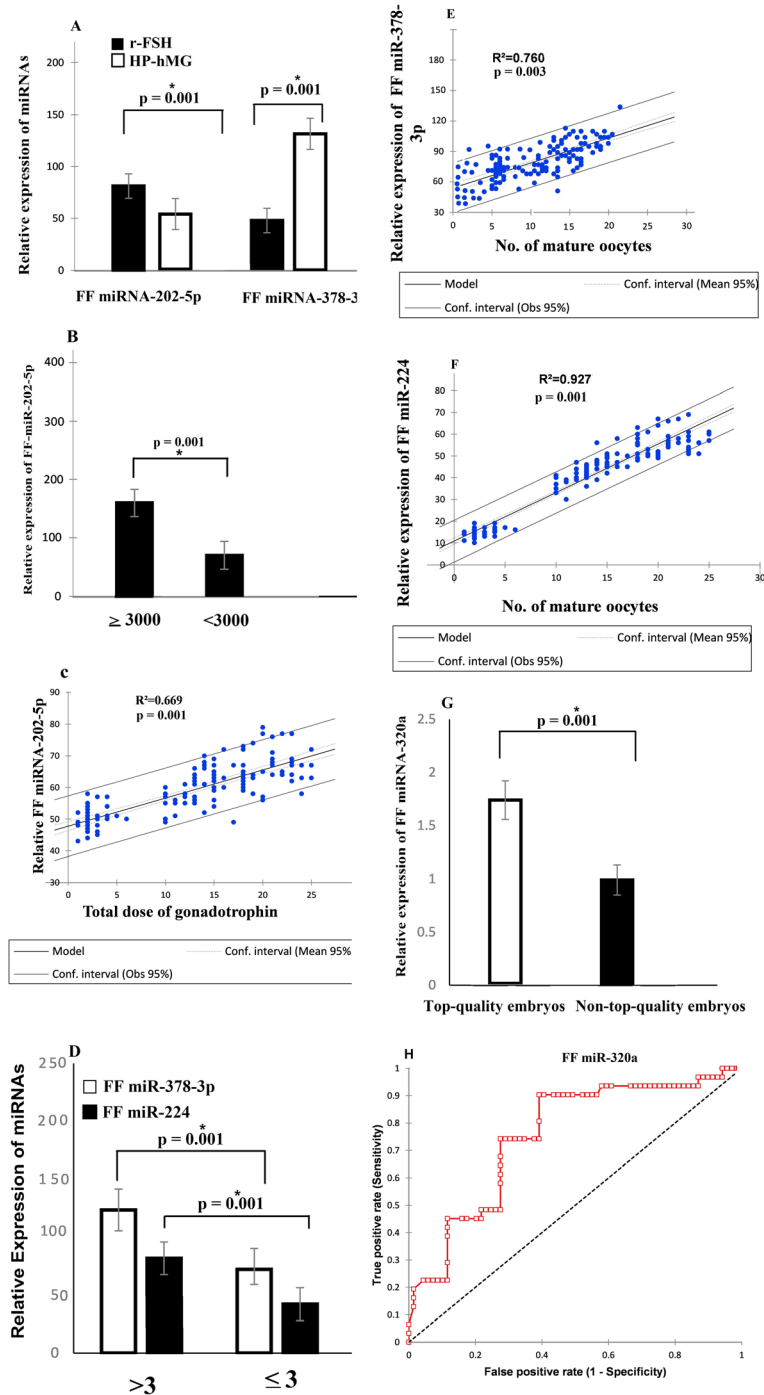 A
r-FSH
HP-hMG
Relative expression of miRNAs
200
150
100
50
0
*
p = 0.001
*
p = 0.001
FF miRNA-202-5p
FF miRNA-378-3
B
Relative expression of FF-miR-202-5p
400
300
200
100
0
p = 0.001
*
≥ 3000
<3000
c
Relative FF miRNA-202-5p
R²=0.669
p = 0.001
90
80
70
60
50
40
30
0
5
10
15
20
25
Total dose of gonadotrophin
Model
Conf. interval (Mean 95%
Conf. interval (Obs 95%)
D
Relative Expression of miRNAs
250
200
150
100
50
0
FF miR-378-3p
FF miR-224
*
p = 0.001
*
p = 0.001
>3
≤ 3
E
Relative expression of FF miR-378-
3p
R²=0.760
p = 0.003
180
150
120
90
60
30
0
5
10
15
20
25
30
No. of mature oocytes
Model
Conf. interval (Mean 95%)
Conf. interval (Obs 95%)
F
Relative expression of FF miR-224
R²=0.927
p = 0.001
80
70
60
50
40
30
20
10
0
0
5
10
15
20
25
30
No. of mature oocytes
Model
Conf. interval (Mean 95%)
Conf. interval (Obs 95%)
G
Relative expression of FF miRNA-320a
2.5
2
1.5
1
0.5
0
*
p = 0.001
Top-quality embryos
Non-top-quality embryos
H
FF miR-320a
True positive rate (Sensitivity)
1
0.9
0.8
0.7
0.6
0.5
0.4
0.3
0.2
0.1
0
0
0.2
0.4
0.6
0.8
1
False positive rate (1 - Specificity)